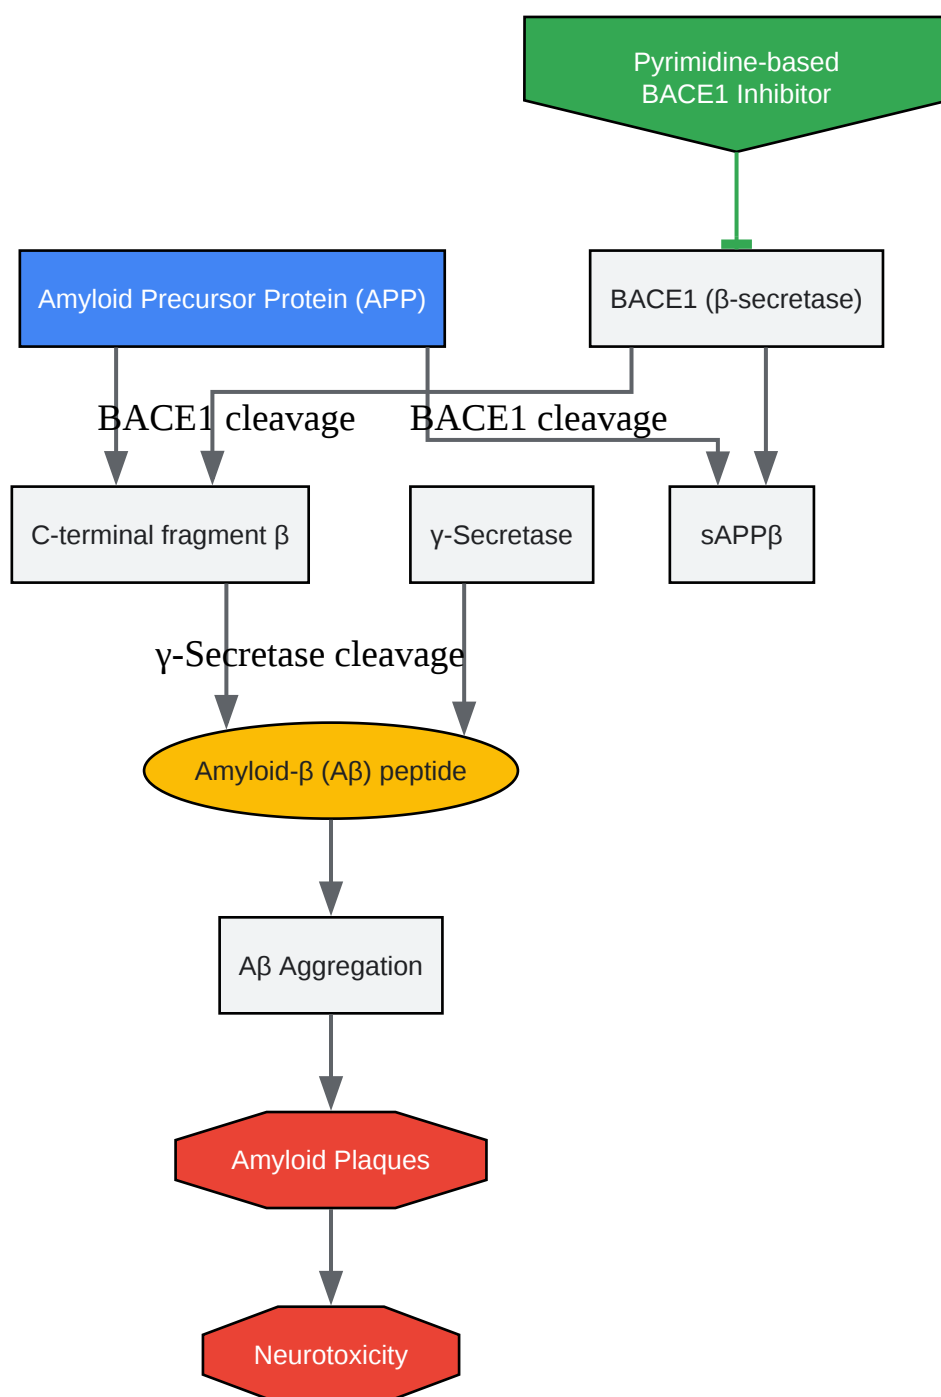 Pyrimidine-based
BACE1 Inhibitor
Amyloid Precursor Protein (APP)
BACE1 (β-secretase)
BACE1 cleavage
BACE1 cleavage
C-terminal fragment β
γ-Secretase
sAPPβ
γ-Secretase cleavage
Amyloid-β (Aβ) peptide
Aβ Aggregation
Amyloid Plaques
Neurotoxicity